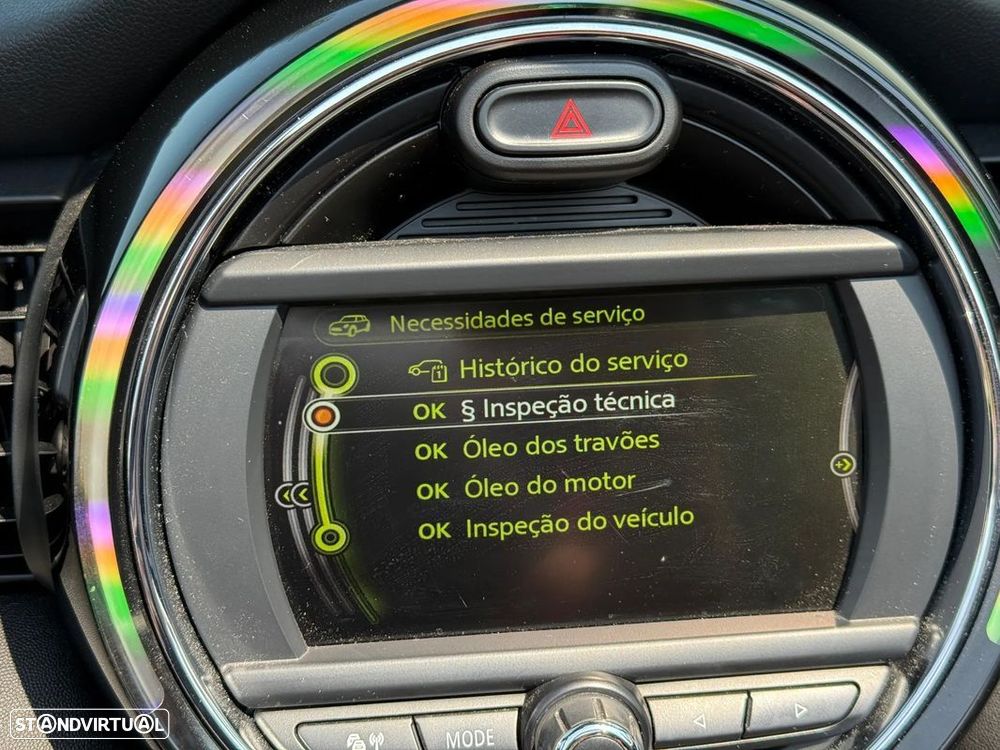 Necessidades de serviço
1 Histórico do serviço
OK § Inspeção técnica
OK Óleo dos travões
OK Óleo do motor
OK Inspeção do veículo
MODE
STANDVIRTUAL